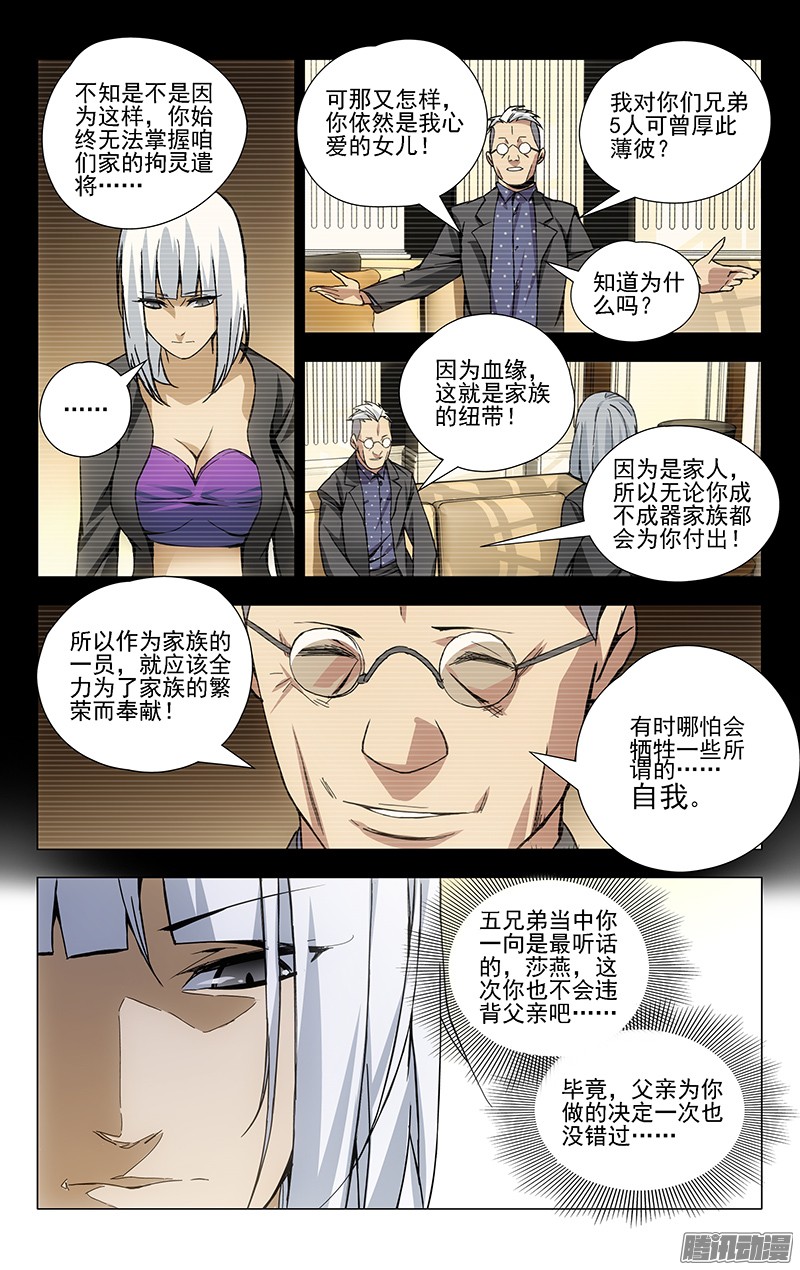 不知是不是因
为这样，你始
终无法掌握咱
们家的拘灵遣
将……
……
可那又怎样，
你依然是我心
爱的女儿！
我对你们兄弟
5人可曾厚此
薄彼？
知道为什
么吗？
因为血缘，
这就是家族
的纽带！
因为是家人，
所以无论你成
不成器家族都
会为你付出！
所以作为家族的
一员，就应该全
力为了家族的繁
荣而奉献！
有时哪怕会
牺牲一些所
谓的……
自我。
五兄弟当中你
一向是最听话
的，莎燕，这
次你也不会违
背父亲吧……
毕竟，父亲为你
做的决定一次也
没错过……
腾讯动漫